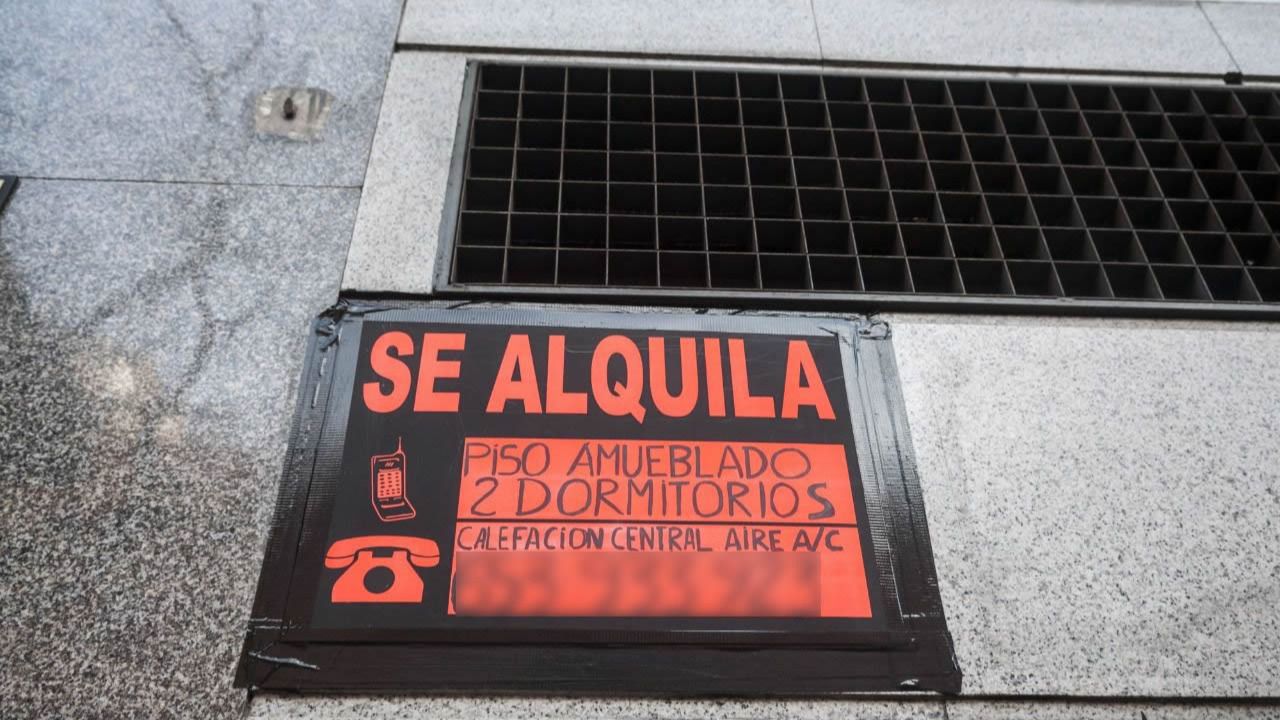 SE ALQUILA
PiSO AMUEBLADO
2 DORMiTORiOS
CALEFACiON CENTRAL AiRE A/C